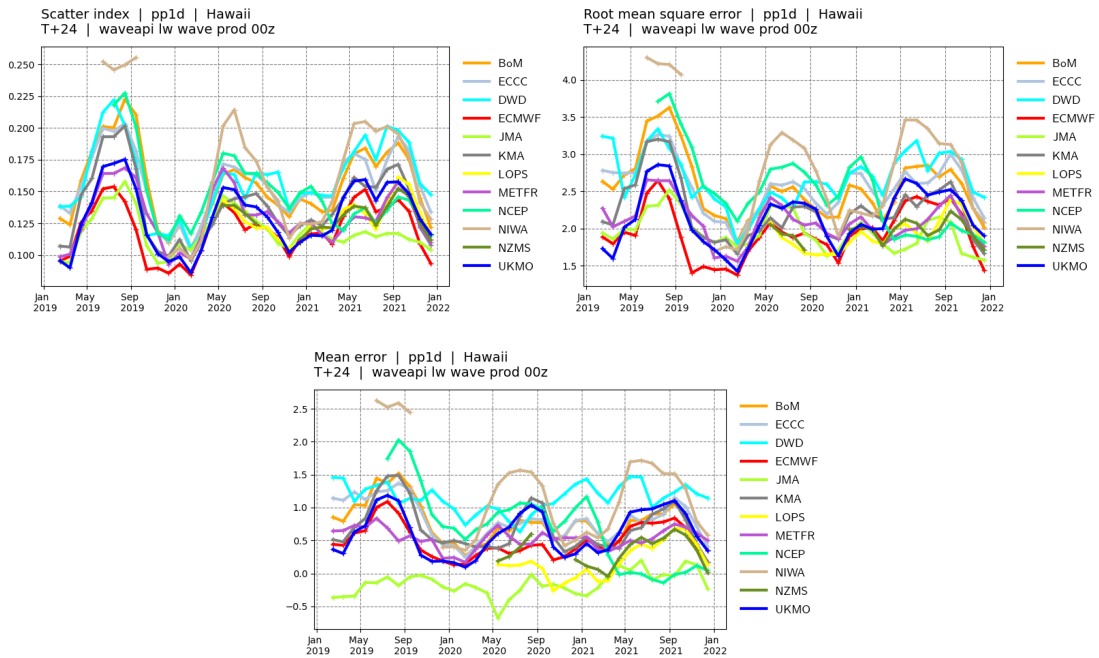 Scatter index | pp1d | Hawaii
T+24 | waveapi lw wave prod 00z
0.250
0.225
0.200
0.175
0.150
0.125
0.100
Jan 2019
May 2019
Sep 2019
Jan 2020
May 2020
Sep 2020
Jan 2021
May 2021
Sep 2021
Jan 2022
BoM
ECCC
DWD
ECMWF
JMA
KMA
LOPS
METFR
NCEP
NIWA
NZMS
UKMO
Root mean square error | pp1d | Hawaii
T+24 | waveapi lw wave prod 00z
4.0
3.5
3.0
2.5
2.0
1.5
Jan 2019
May 2019
Sep 2019
Jan 2020
May 2020
Sep 2020
Jan 2021
May 2021
Sep 2021
Jan 2022
BoM
ECCC
DWD
ECMWF
JMA
KMA
LOPS
METFR
NCEP
NIWA
NZMS
UKMO
Mean error | pp1d | Hawaii
T+24 | waveapi lw wave prod 00z
2.5
2.0
1.5
1.0
0.5
0.0
−0.5
Jan 2019
May 2019
Sep 2019
Jan 2020
May 2020
Sep 2020
Jan 2021
May 2021
Sep 2021
Jan 2022
BoM
ECCC
DWD
ECMWF
JMA
KMA
LOPS
METFR
NCEP
NIWA
NZMS
UKMO